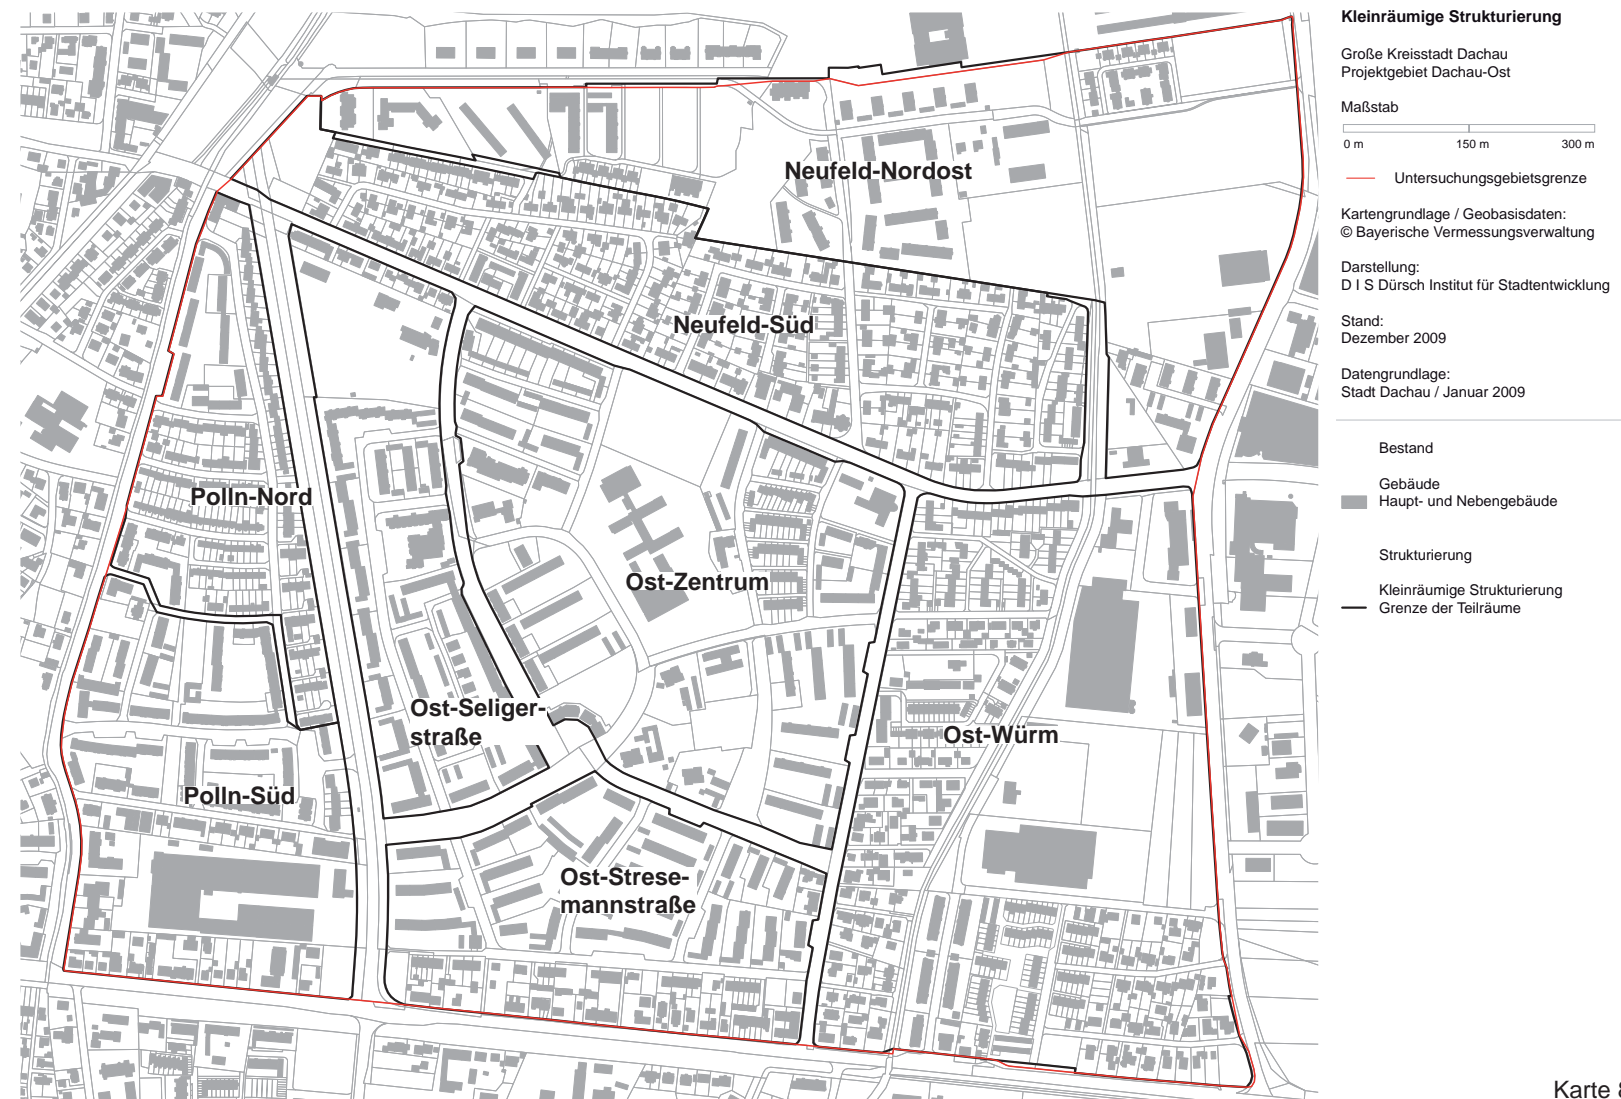 Kleinräumige Strukturierung
Große Kreisstadt Dachau
Projektgebiet Dachau-Ost
Maßstab
0 m 150 m 300 m
Untersuchungsgebietsgrenze
Kartengrundlage / Geobasisdaten:
© Bayerische Vermessungsverwaltung
Darstellung:
D I S Dürsch Institut für Stadtentwicklung
Stand:
Dezember 2009
Datengrundlage:
Stadt Dachau / Januar 2009
Bestand
Gebäude
Haupt- und Nebengebäude
Strukturierung
Kleinräumige Strukturierung
Grenze der Teilräume
Neufeld-Nordost
Neufeld-Süd
Polln-Nord
Ost-Zentrum
Ost-Seliger-
straße
Ost-Würm
Polln-Süd
Ost-Strese-
mannstraße
Karte 8